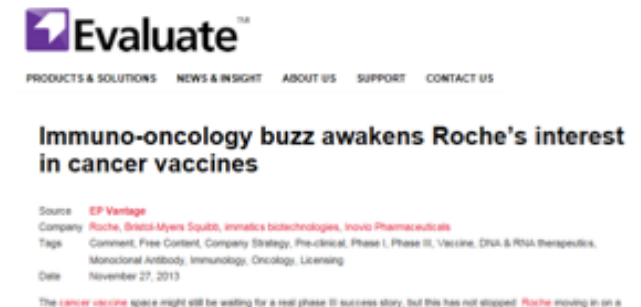 Evaluate™
PRODUCTS & SOLUTIONS NEWS & INSIGHT ABOUT US SUPPORT CONTACT US
Immuno-oncology buzz awakens Roche's interest
in cancer vaccines
Source EP Vantage
Company Roche, Bristol-Myers Squibb, immatics biotechnologies, Inovio Pharmaceuticals
Tags Comment, Free Content, Company Strategy, Pre-clinical, Phase I, Phase III, Vaccine, DNA & RNA therapeutics,
Monoclonal Antibody, Immunology, Oncology, Licensing
Date November 27, 2013
The cancer vaccine space might still be waiting for a real phase III success story, but this has not stopped Roche moving in on a